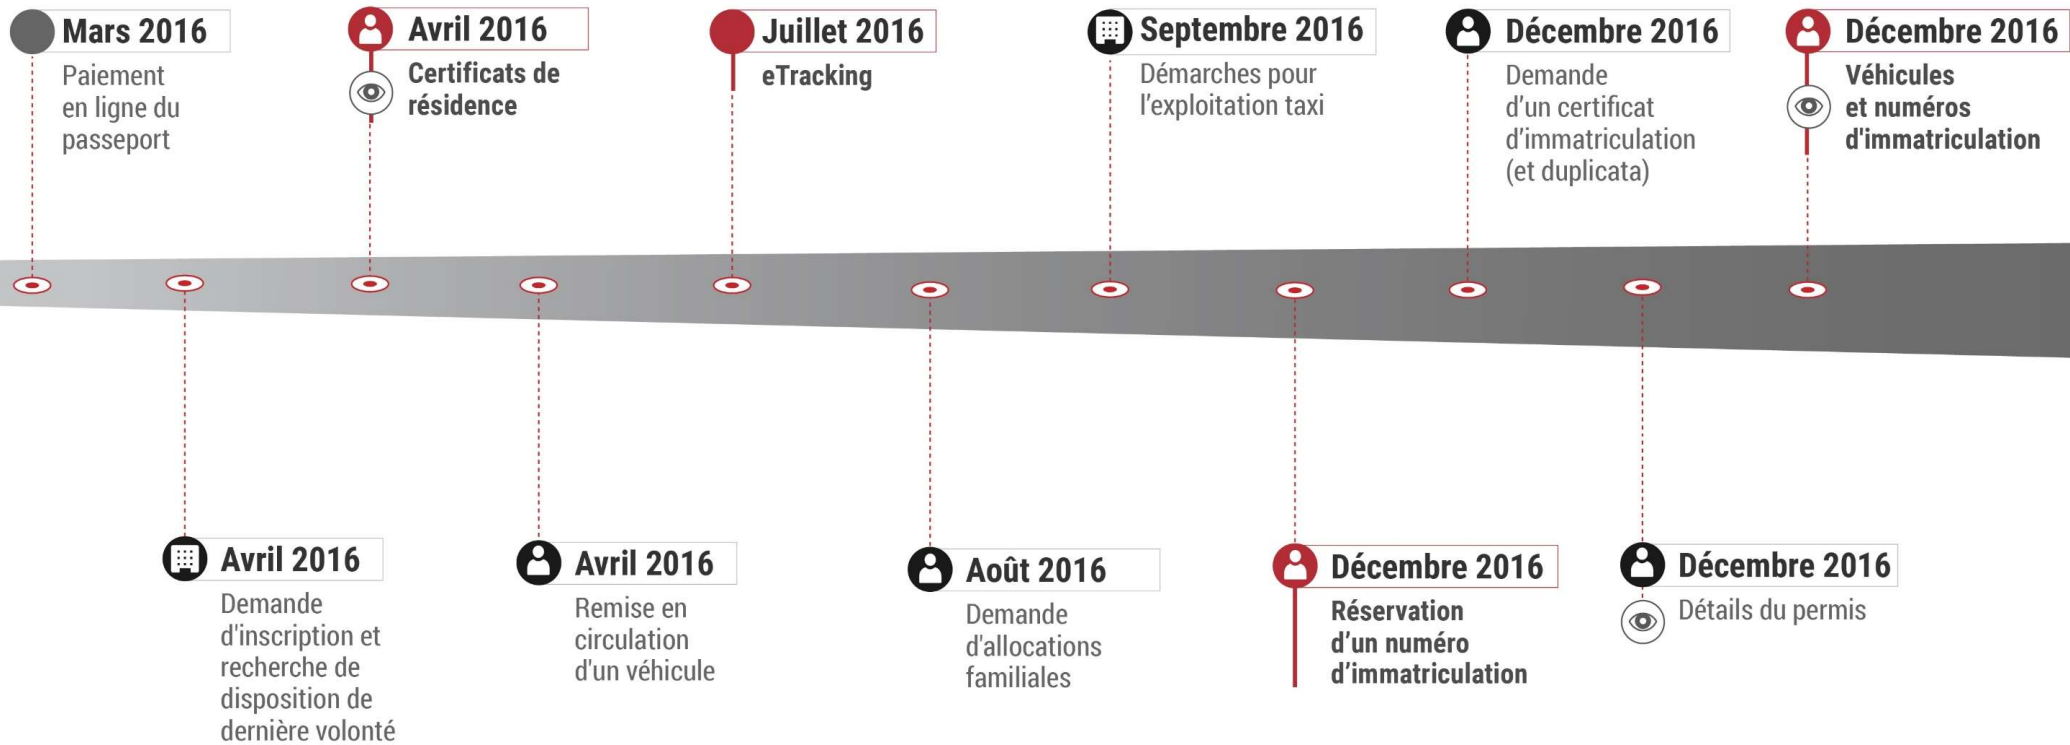 Mars 2016
Paiement
en ligne du
passeport
Avril 2016
Certificats de
résidence
Juillet 2016
eTracking
Septembre 2016
Démarches pour
l'exploitation taxi
Décembre 2016
Demande
d'un certificat
d'immatriculation
(et duplicata)
Décembre 2016
Véhicules
et numéros
d'immatriculation
Avril 2016
Demande
d'inscription et
recherche de
disposition de
dernière volonté
Avril 2016
Remise en
circulation
d'un véhicule
Août 2016
Demande
d'allocations
familiales
Décembre 2016
Réservation
d'un numéro
d'immatriculation
Décembre 2016
Détails du permis